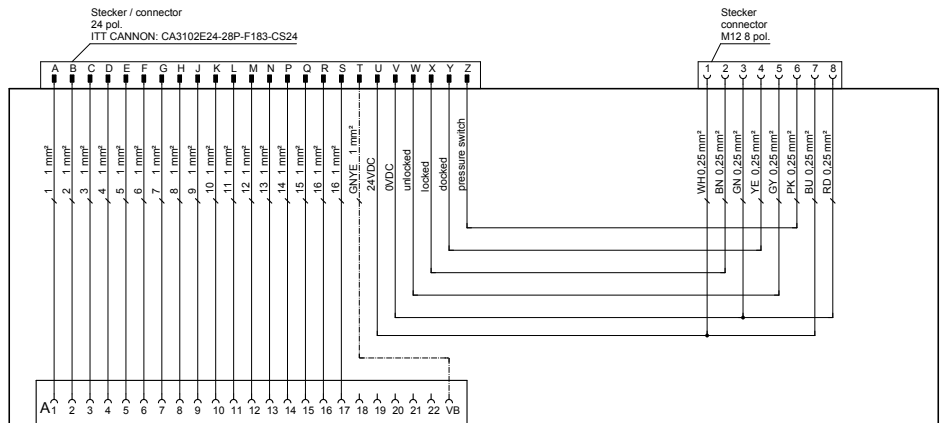 Stecker / connector
24 pol.
ITT CANNON: CA3102E24-28P-F183-CS24
Stecker
connector
M12 8 pol.
A B C D E F G H J K L M N P Q R S T U V W X Y Z
1 2 3 4 5 6 7 8
1 1 mm²
2 1 mm²
3 1 mm²
4 1 mm²
5 1 mm²
6 1 mm²
7 1 mm²
8 1 mm²
9 1 mm²
10 1 mm²
11 1 mm²
12 1 mm²
13 1 mm²
14 1 mm²
15 1 mm²
16 1 mm²
16 1 mm²
GNYE 1 mm²
24VDC
0VDC
unlocked
locked
docked
pressure switch
WH 0,25 mm²
BN 0,25 mm²
GN 0,25 mm²
YE 0,25 mm²
GY 0,25 mm²
PK 0,25 mm²
BU 0,25 mm²
RD 0,25 mm²
A 1 2 3 4 5 6 7 8 9 10 11 12 13 14 15 16 17 18 19 20 21 22 VB